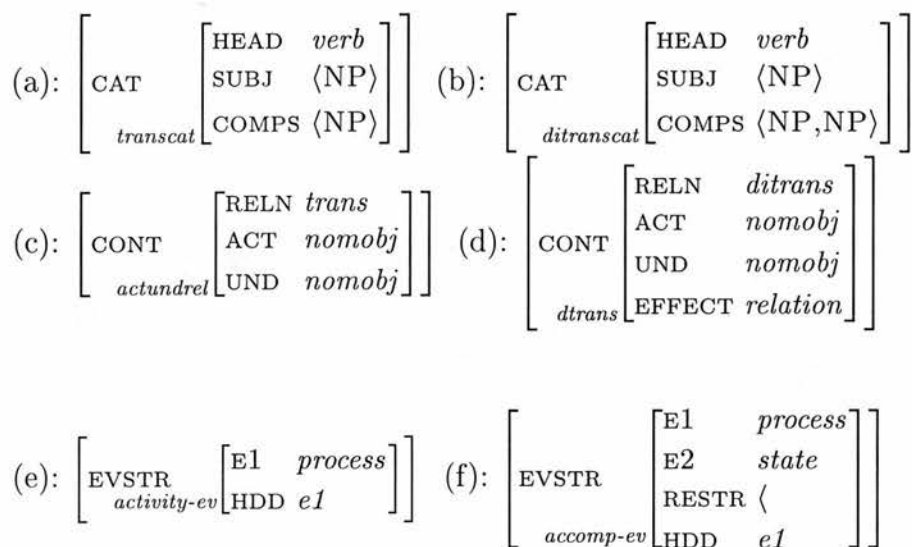 (a): [CAT transcat [HEAD verb (b): [CAT ditranscat [HEAD verb
SUBJ ⟨NP⟩ SUBJ ⟨NP⟩
COMPS ⟨NP⟩]] COMPS ⟨NP,NP⟩]]
(c): [CONT actundrel [RELN trans (d): [CONT dtrans [RELN ditrans
ACT nomobj ACT nomobj
UND nomobj]] UND nomobj
EFFECT relation]]
(e): [EVSTR activity-ev [E1 process (f): [EVSTR accomp-ev [E1 process
HDD e1]] E2 state
RESTR ⟨
HDD e1]]